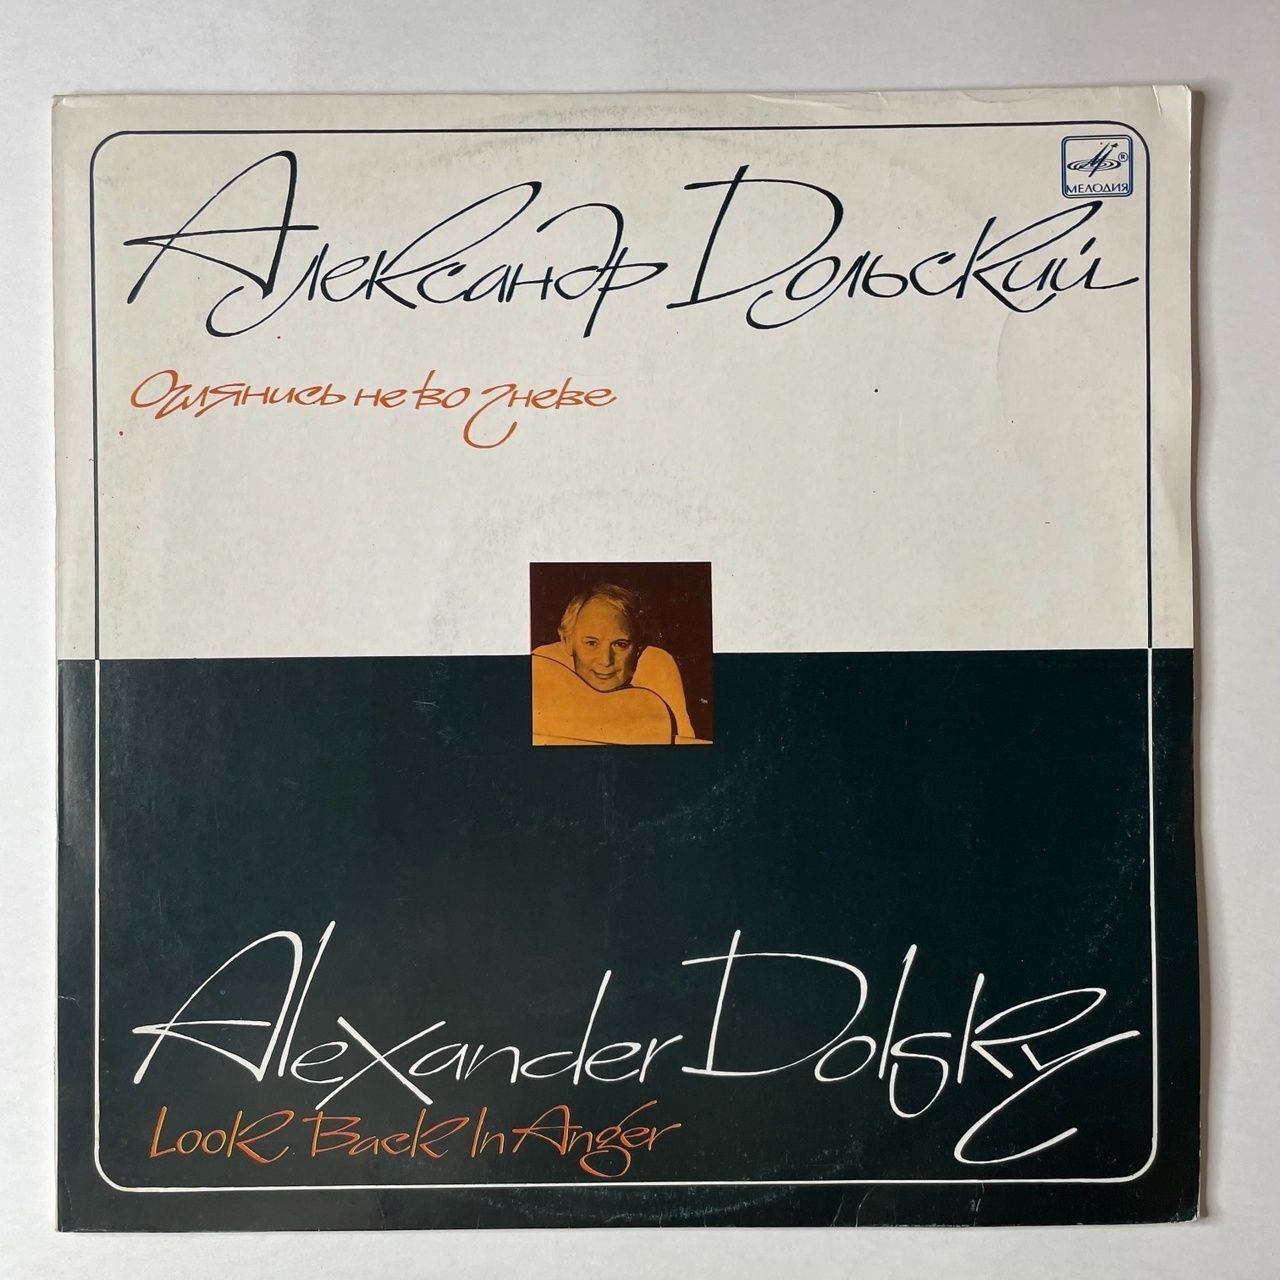 Александр Дольский
® МЕЛОДИЯ
Оглянись не во гневе
Alexander Dolsky
Look Back In Anger